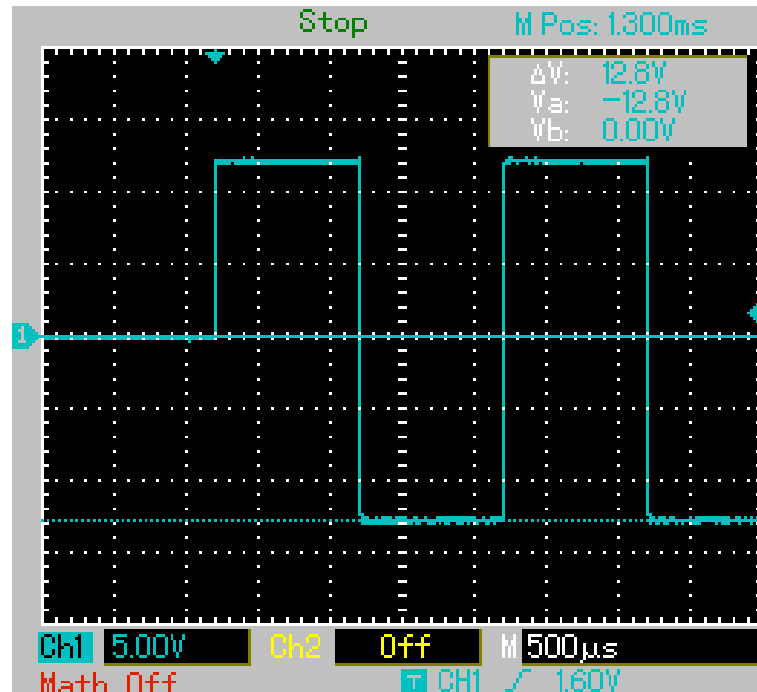 Stop M Pos: 1.300ms
ΔV: 12.8V
Va: -12.8V
Vb: 0.00V
1
Ch1 5.00V Ch2 Off M 500µs
Math Off T CH1 1.60V